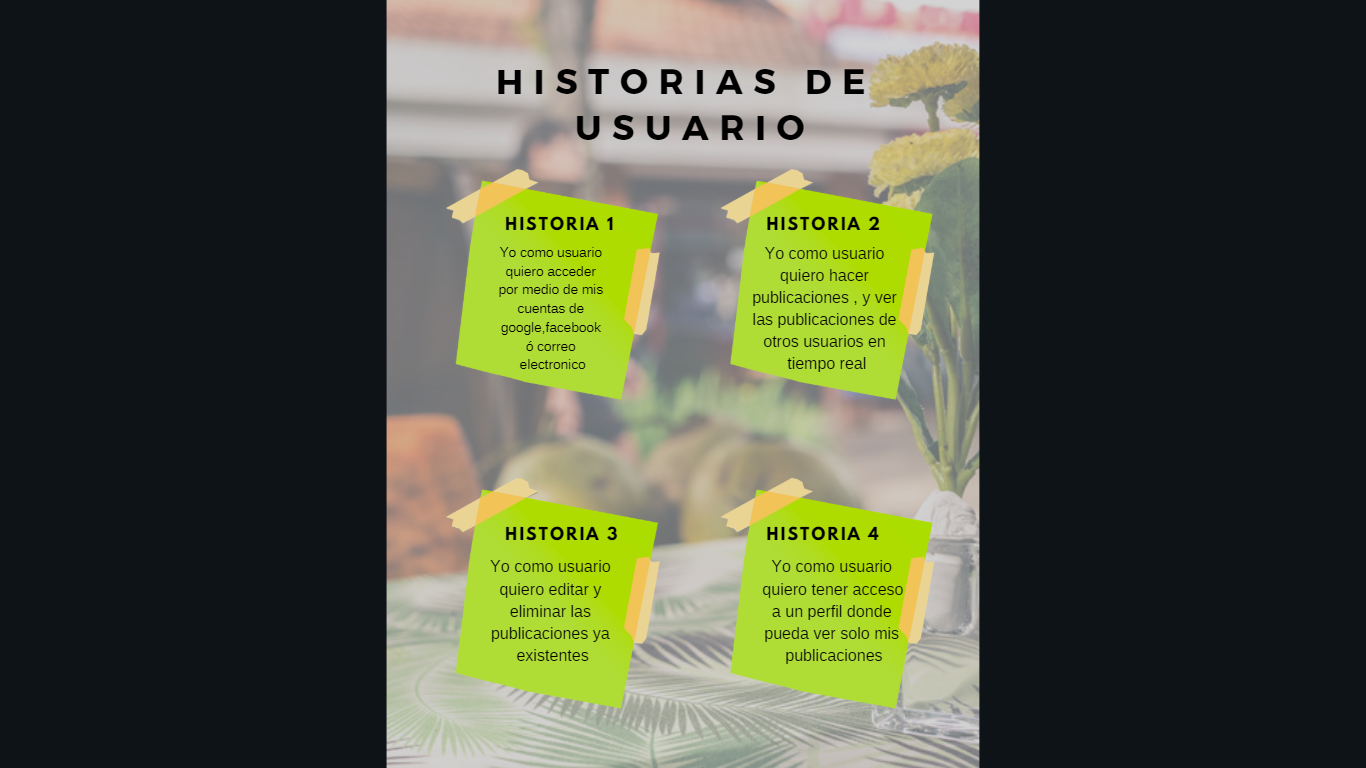 HISTORIAS DE
USUARIO
HISTORIA 1
Yo como usuario
quiero acceder
por medio de mis
cuentas de
google,facebook
ó correo
electronico
HISTORIA 2
Yo como usuario
quiero hacer
publicaciones , y ver
las publicaciones de
otros usuarios en
tiempo real
HISTORIA 3
Yo como usuario
quiero editar y
eliminar las
publicaciones ya
existentes
HISTORIA 4
Yo como usuario
quiero tener acceso
a un perfil donde
pueda ver solo mis
publicaciones